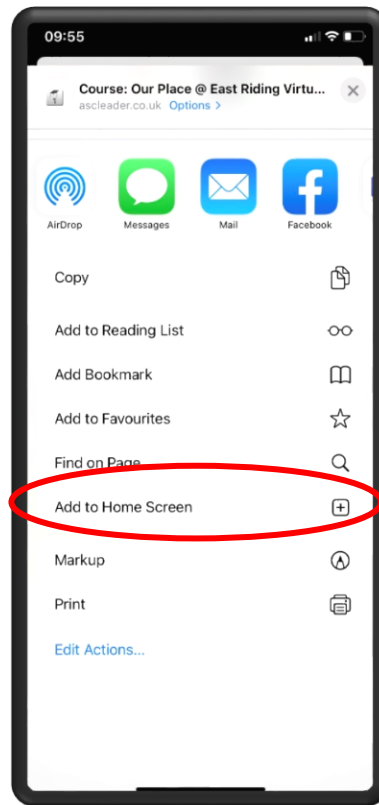 09:55
Course: Our Place @ East Riding Virtu...
ascleader.co.uk Options >
AirDrop
Messages
Mail
Facebook
Copy
Add to Reading List
Add Bookmark
Add to Favourites
Find on Page
Add to Home Screen
Markup
Print
Edit Actions...